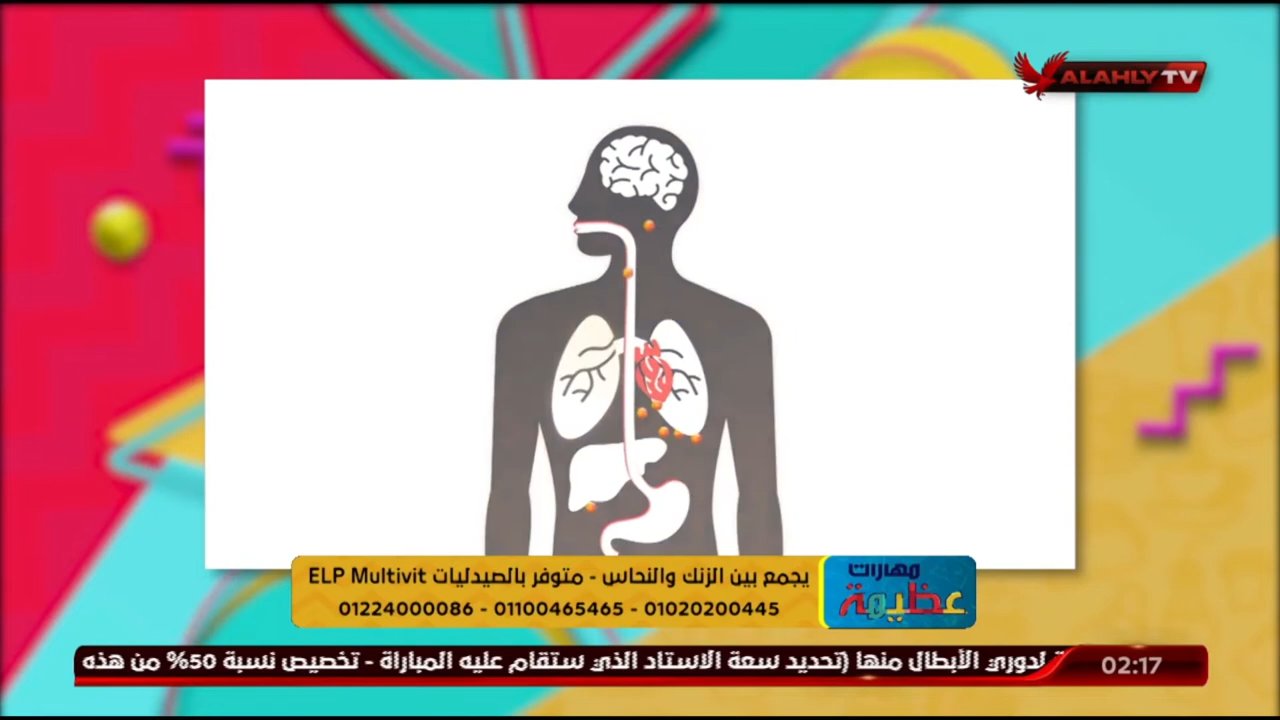 ALAHLY TV
يجمع بين الزنك والنحاس - متوفر بالصيدليات ELP Multivit
01224000086 - 01100465465 - 01020200445
مهارات
عظيمة
لدوري الأبطال منها (تحديد سعة الاستاد الذي ستقام عليه المباراة - تخصيص نسبة 50% من هذه
02:17